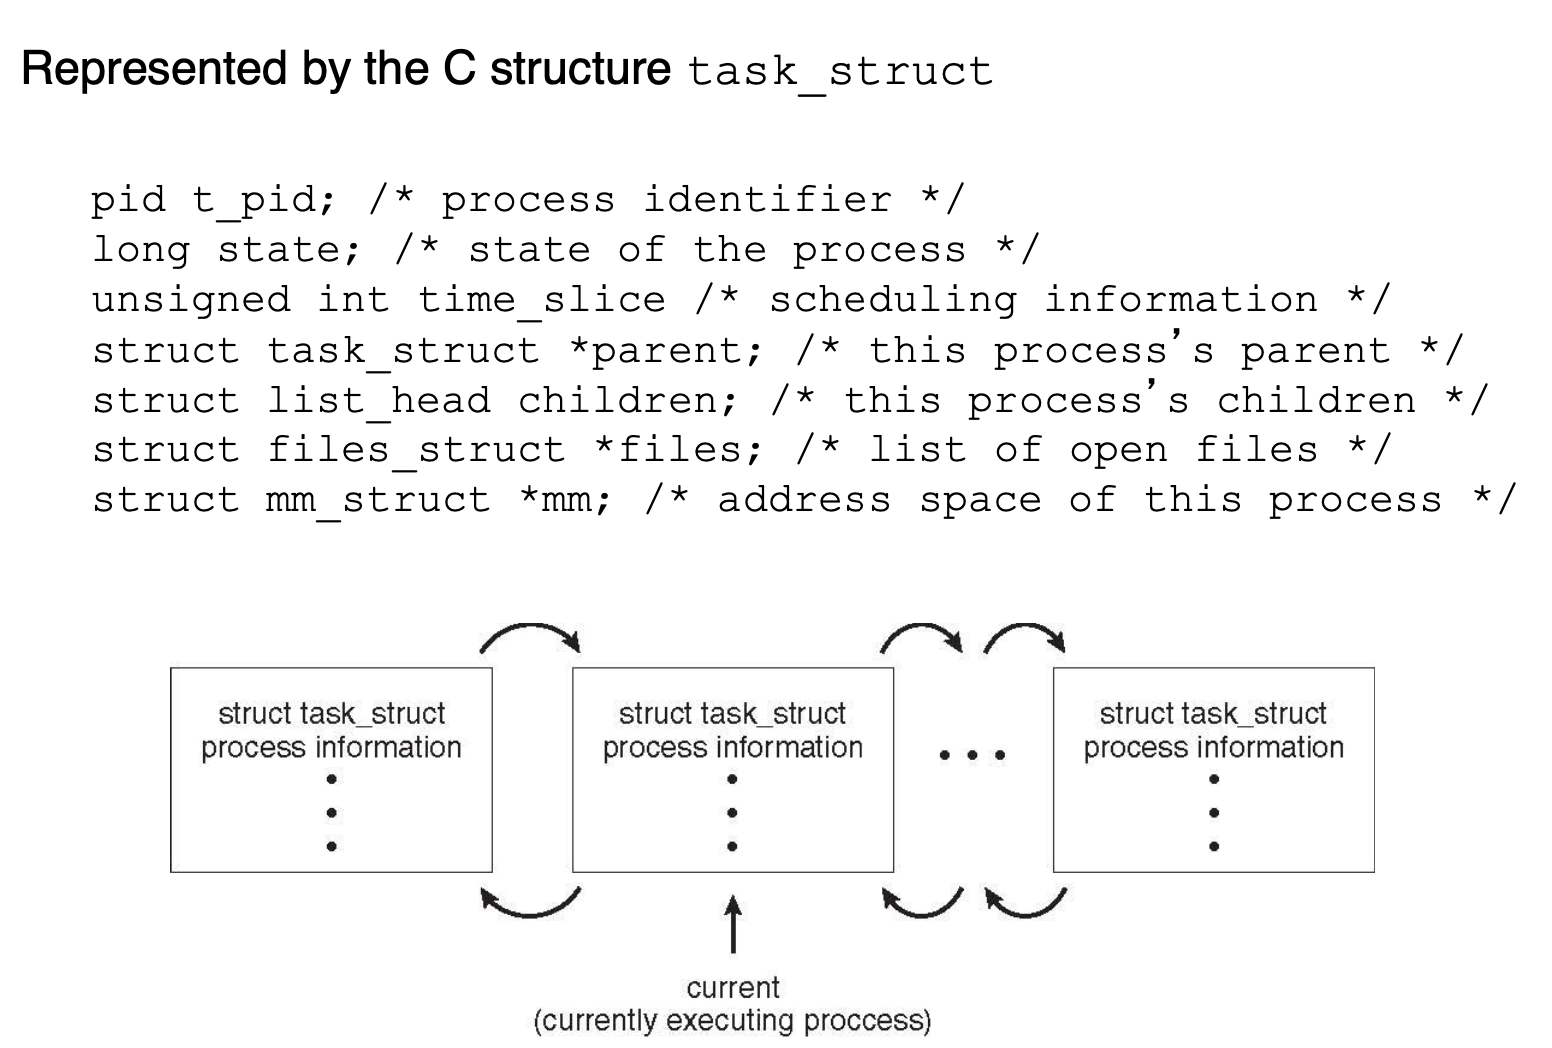 Represented by the C structure task_struct
pid t_pid; /* process identifier */
long state; /* state of the process */
unsigned int time_slice /* scheduling information */
struct task_struct *parent; /* this process’s parent */
struct list_head children; /* this process’s children */
struct files_struct *files; /* list of open files */
struct mm_struct *mm; /* address space of this process */
struct task_struct
process information
struct task_struct
process information
struct task_struct
process information
current
(currently executing proccess)